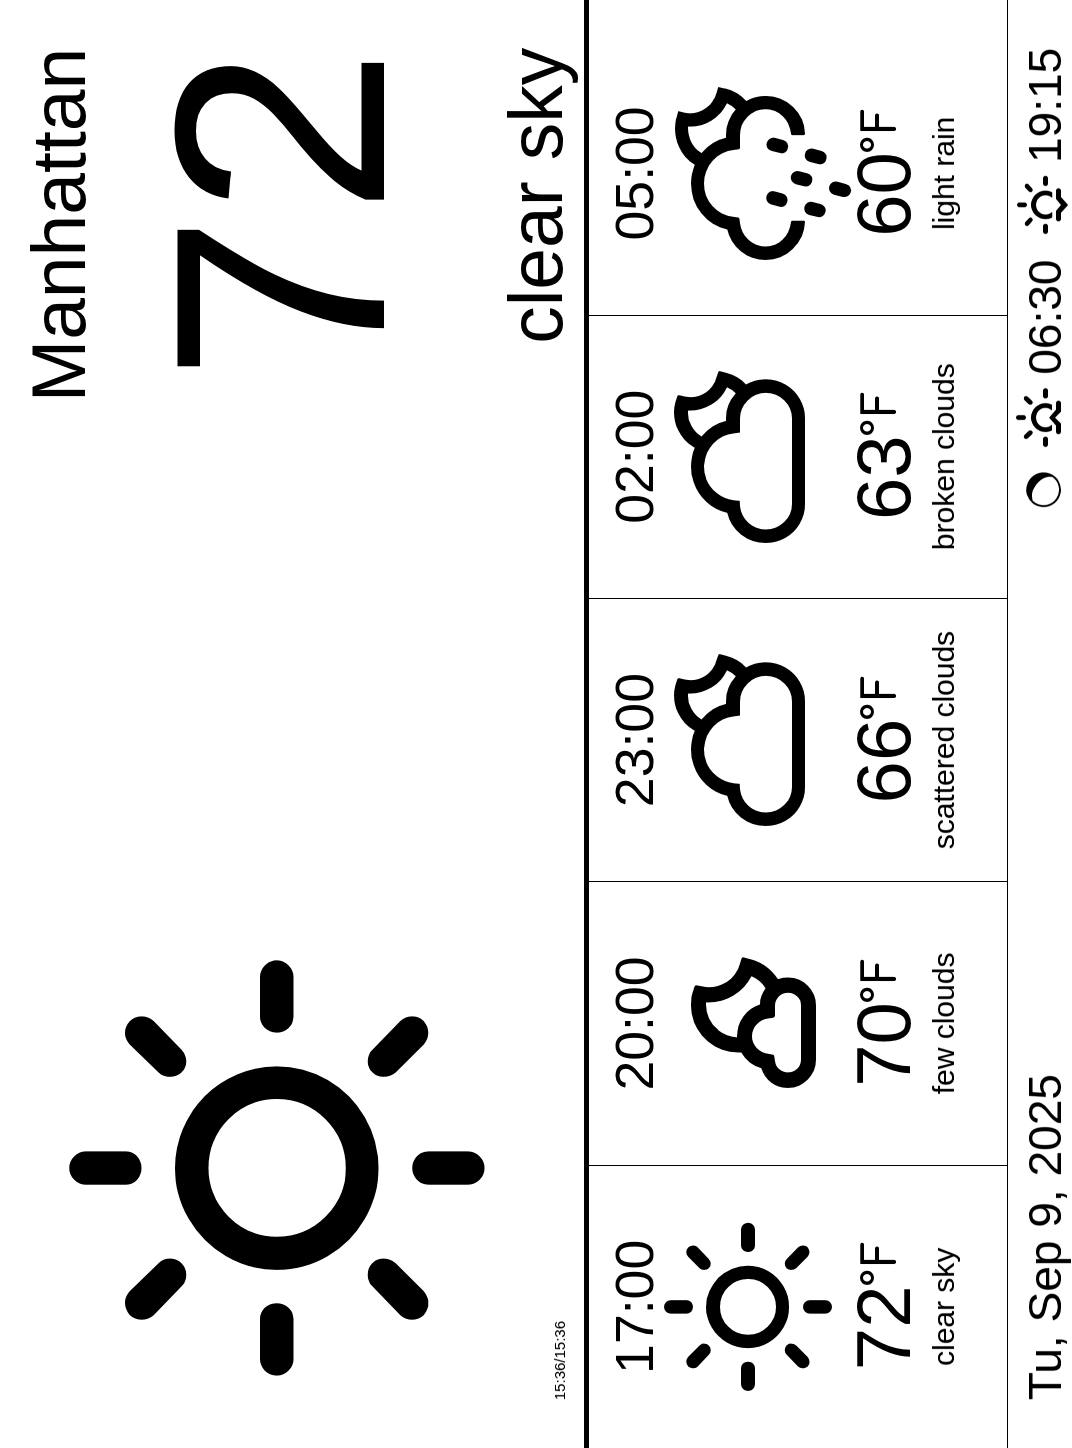 Manhattan
72
clear sky
15:36/15:36
17:00
72°F
clear sky
20:00
70°F
few clouds
23:00
66°F
scattered clouds
02:00
63°F
broken clouds
05:00
60°F
light rain
Tu, Sep 9, 2025
06:30 19:15